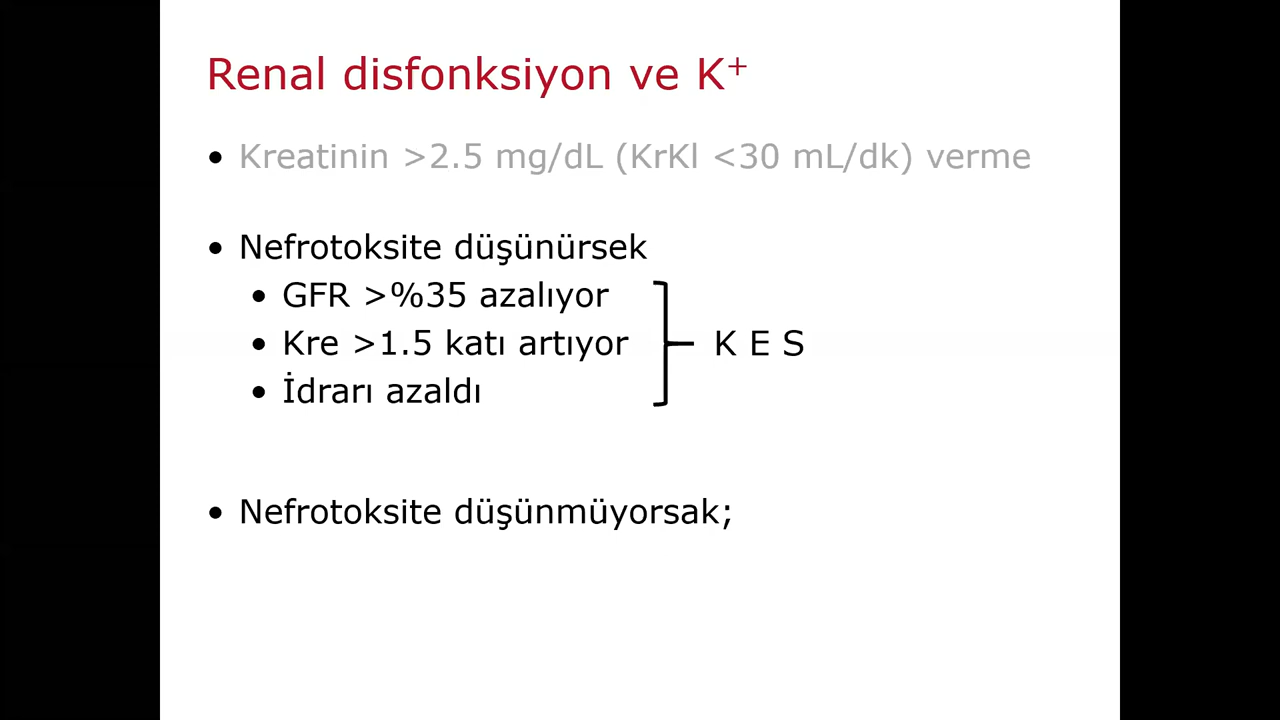 Renal disfonksiyon ve K⁺
• Kreatinin >2.5 mg/dL (KrKl <30 mL/dk) verme
• Nefrotoksite düşünürsek
• GFR >%35 azalıyor
• Kre >1.5 katı artıyor
K E S
• İdrarı azaldı
• Nefrotoksite düşünmüyorsak;